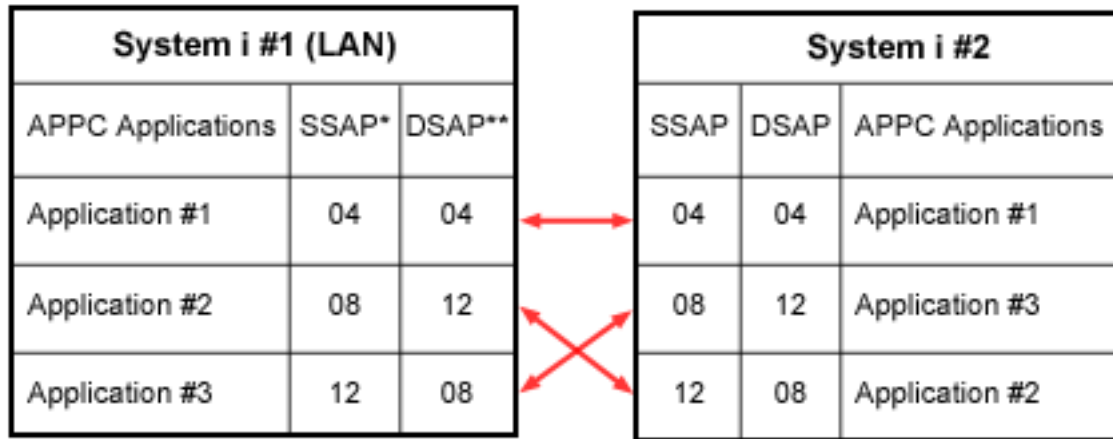 System i #1 (LAN)
APPC Applications SSAP* DSAP**
Application #1 04 04
Application #2 08 12
Application #3 12 08
System i #2
SSAP DSAP APPC Applications
04 04 Application #1
08 12 Application #3
12 08 Application #2